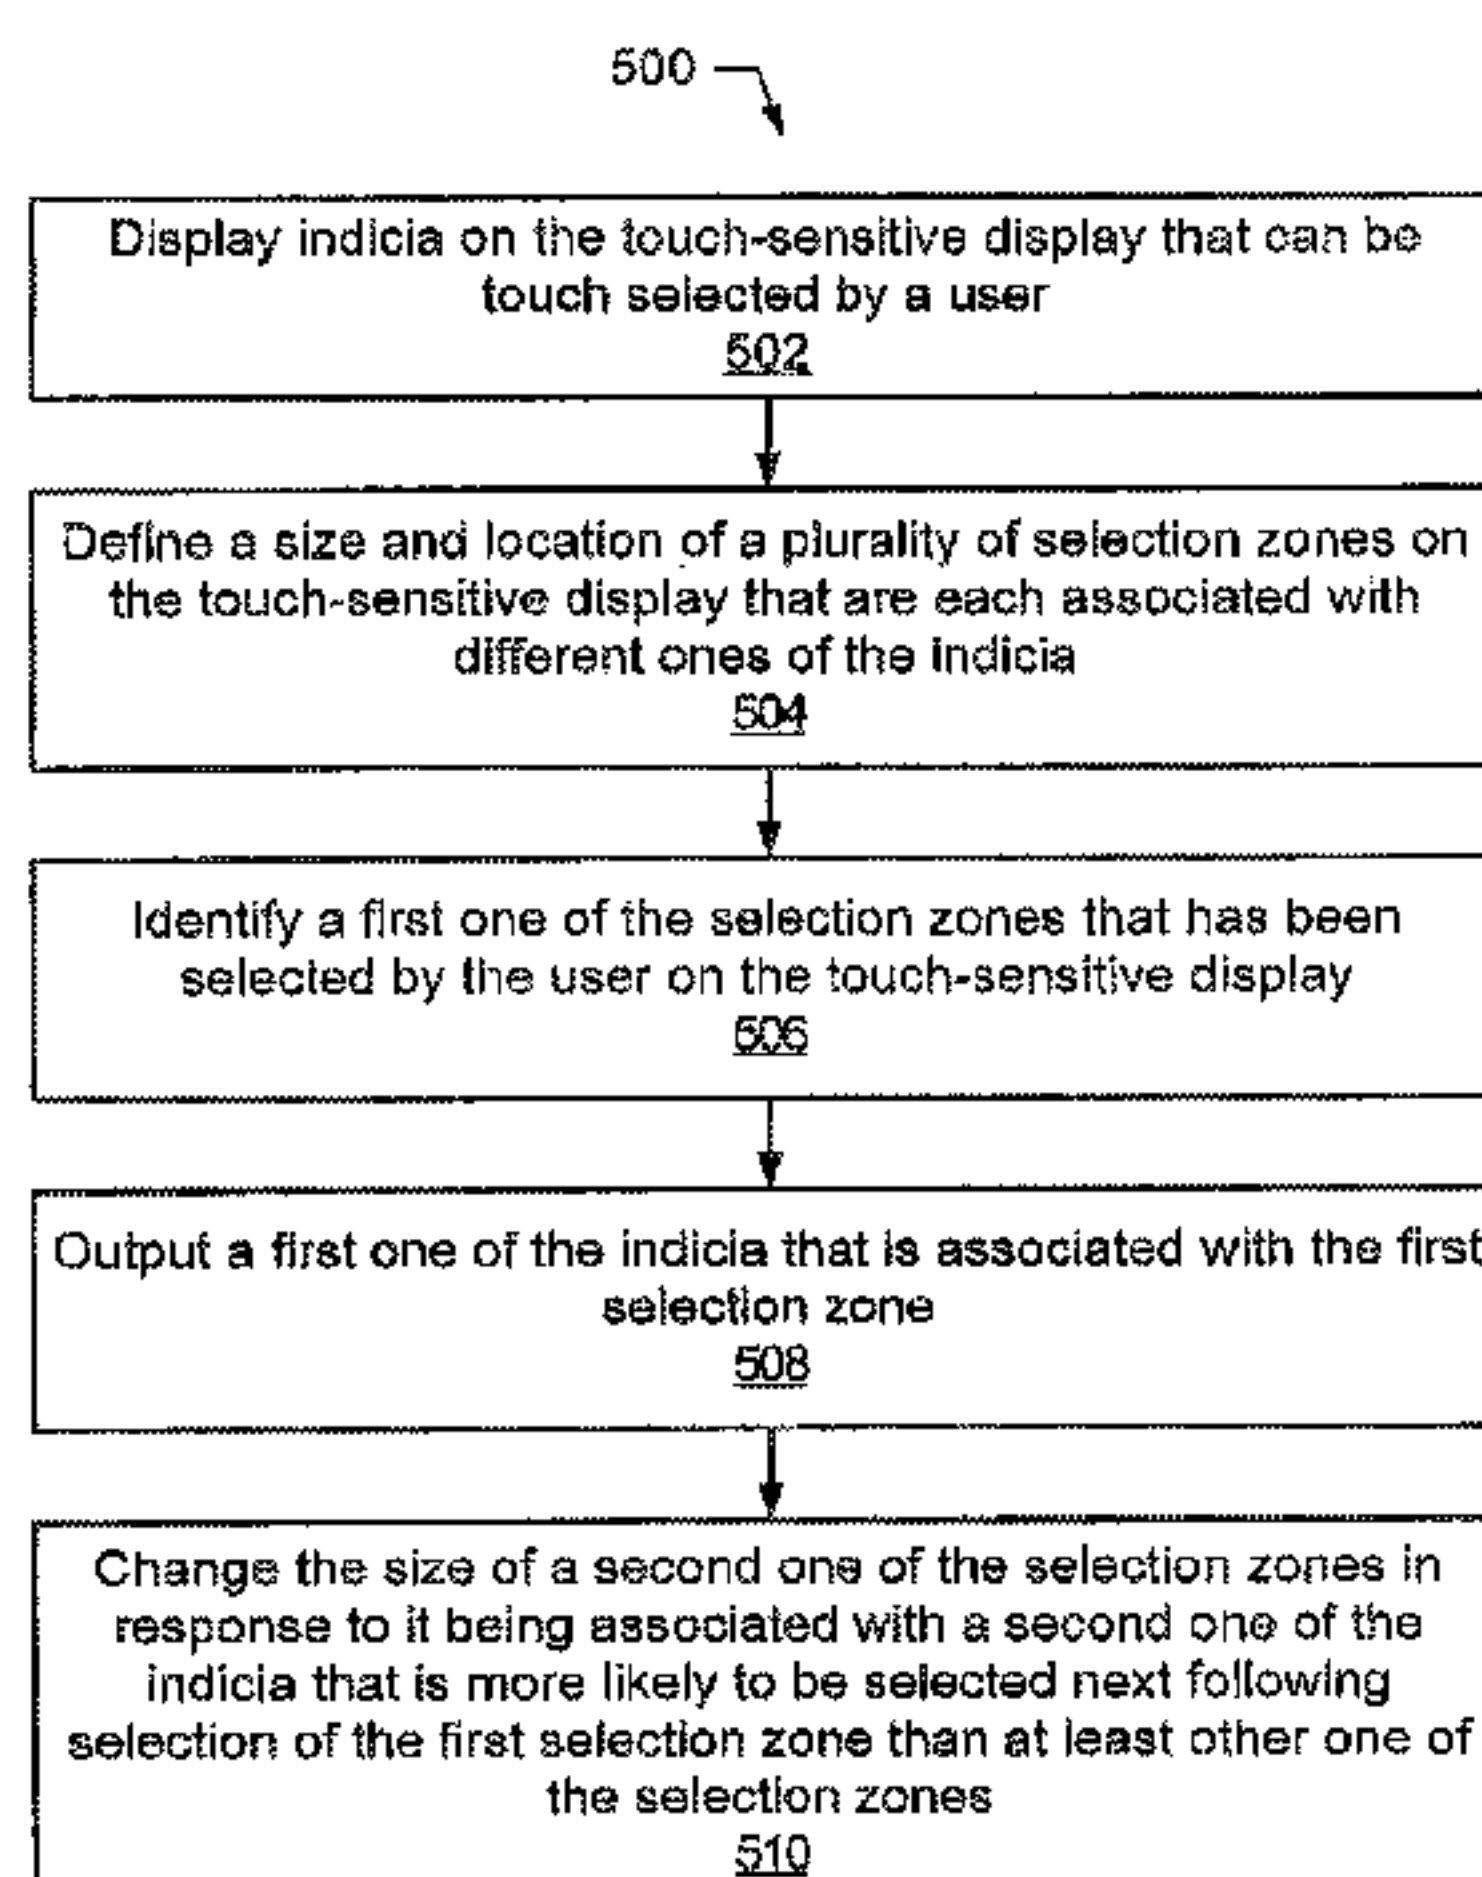 500
Display indicia on the touch-sensitive display that can be
touch selected by a user
502
Define a size and location of a plurality of selection zones on
the touch-sensitive display that are each associated with
different ones of the indicia
504
Identify a first one of the selection zones that has been
selected by the user on the touch-sensitive display
506
Output a first one of the indicia that is associated with the first
selection zone
508
Change the size of a second one of the selection zones in
response to it being associated with a second one of the
indicia that is more likely to be selected next following
selection of the first selection zone than at least other one of
the selection zones
510